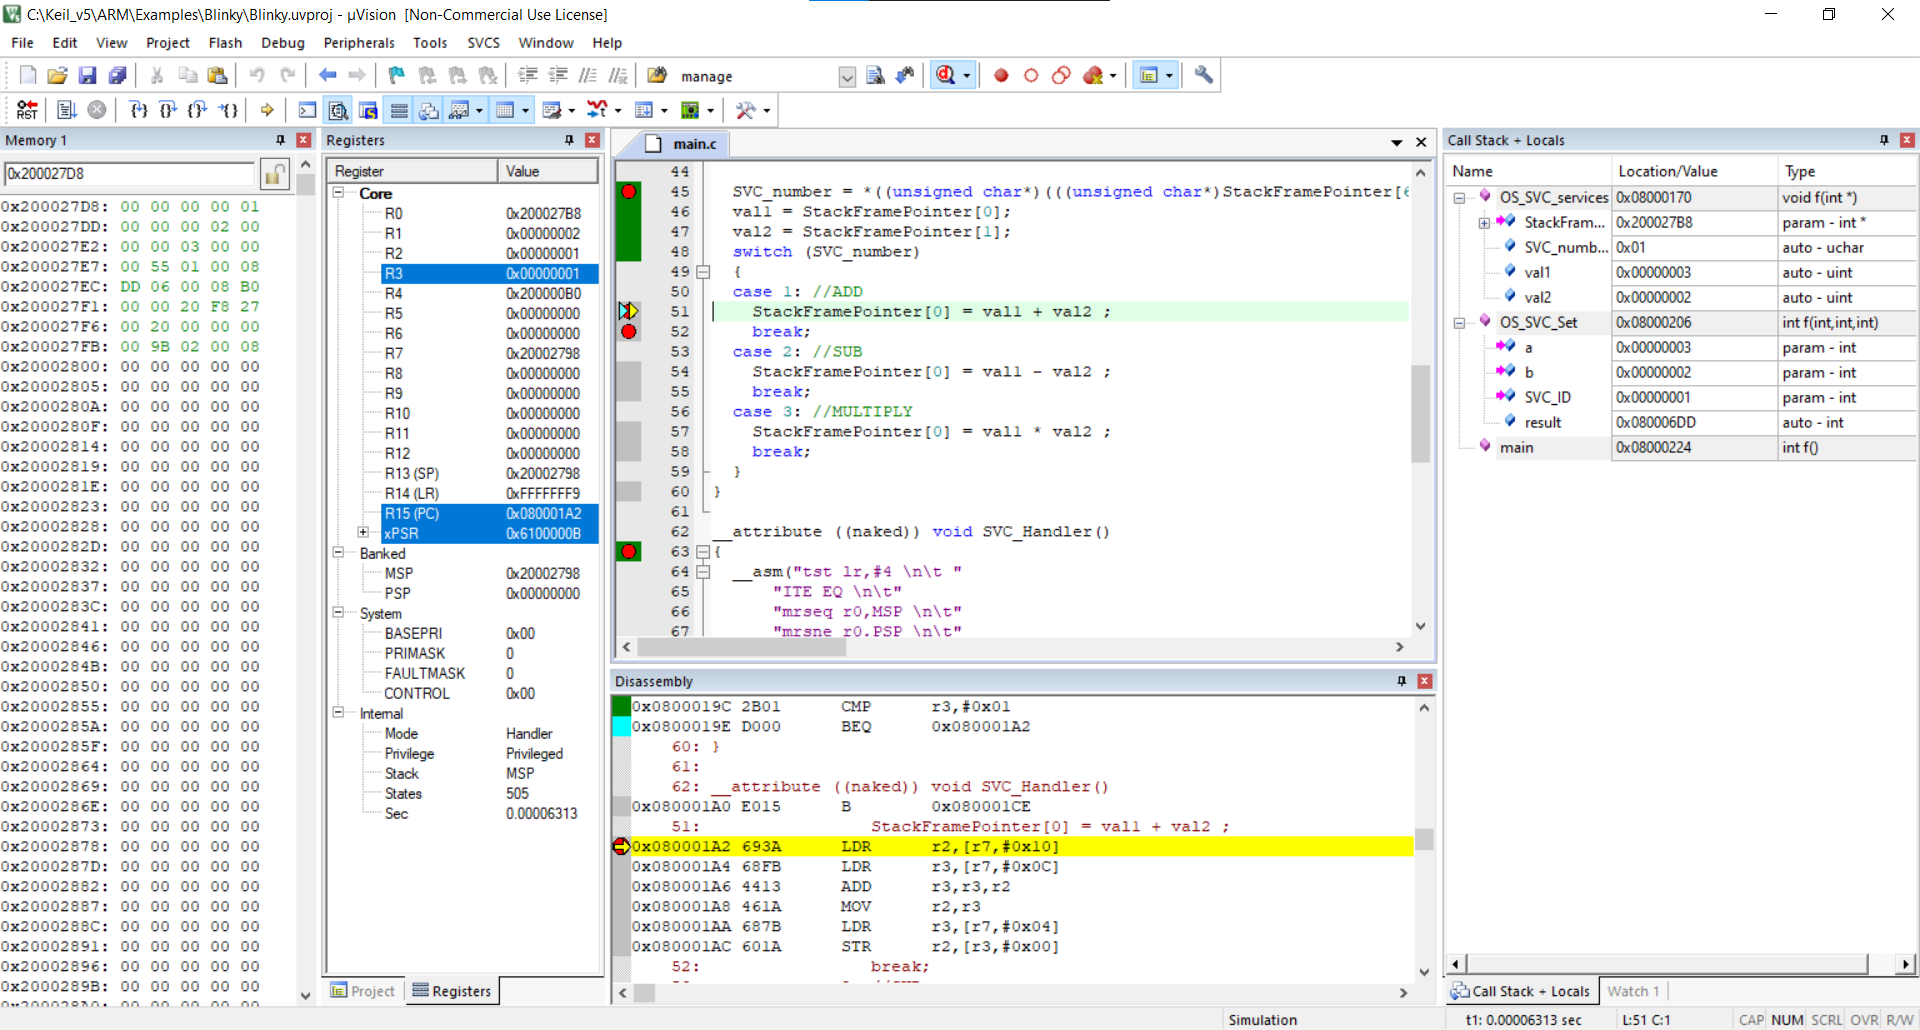 C:\Keil_v5\ARM\Examples\Blinky\Blinky.uvproj - µVision  [Non-Commercial Use License]
File Edit View Project Flash Debug Peripherals Tools SVCS Window Help
manage
RST
Memory 1
0x200027D8
0x200027D8: 00 00 00 00 01
0x200027DD: 00 00 00 02 00
0x200027E2: 00 00 03 00 00
0x200027E7: 00 55 01 00 08
0x200027EC: DD 06 00 08 B0
0x200027F1: 00 00 20 F8 27
0x200027F6: 00 20 00 00 00
0x200027FB: 00 9B 02 00 08
0x20002800: 00 00 00 00 00
0x20002805: 00 00 00 00 00
0x2000280A: 00 00 00 00 00
0x2000280F: 00 00 00 00 00
0x20002814: 00 00 00 00 00
0x20002819: 00 00 00 00 00
0x2000281E: 00 00 00 00 00
0x20002823: 00 00 00 00 00
0x20002828: 00 00 00 00 00
0x2000282D: 00 00 00 00 00
0x20002832: 00 00 00 00 00
0x20002837: 00 00 00 00 00
0x2000283C: 00 00 00 00 00
0x20002841: 00 00 00 00 00
0x20002846: 00 00 00 00 00
0x2000284B: 00 00 00 00 00
0x20002850: 00 00 00 00 00
0x20002855: 00 00 00 00 00
0x2000285A: 00 00 00 00 00
0x2000285F: 00 00 00 00 00
0x20002864: 00 00 00 00 00
0x20002869: 00 00 00 00 00
0x2000286E: 00 00 00 00 00
0x20002873: 00 00 00 00 00
0x20002878: 00 00 00 00 00
0x2000287D: 00 00 00 00 00
0x20002882: 00 00 00 00 00
0x20002887: 00 00 00 00 00
0x2000288C: 00 00 00 00 00
0x20002891: 00 00 00 00 00
0x20002896: 00 00 00 00 00
0x2000289B: 00 00 00 00 00
Registers
Register Value
Core
R0 0x200027B8
R1 0x00000002
R2 0x00000001
R3 0x00000001
R4 0x200000B0
R5 0x00000000
R6 0x00000000
R7 0x20002798
R8 0x00000000
R9 0x00000000
R10 0x00000000
R11 0x00000000
R12 0x00000000
R13 (SP) 0x20002798
R14 (LR) 0xFFFFFFF9
R15 (PC) 0x080001A2
xPSR 0x6100000B
Banked
MSP 0x20002798
PSP 0x00000000
System
BASEPRI 0x00
PRIMASK 0
FAULTMASK 0
CONTROL 0x00
Internal
Mode Handler
Privilege Privileged
Stack MSP
States 505
Sec 0.00006313
Project Registers
main.c
44
45 SVC_number = *((unsigned char*)(((unsigned char*)StackFramePointer[6
46 val1 = StackFramePointer[0];
47 val2 = StackFramePointer[1];
48 switch (SVC_number)
49 {
50 case 1: //ADD
51 StackFramePointer[0] = val1 + val2 ;
52 break;
53 case 2: //SUB
54 StackFramePointer[0] = val1 - val2 ;
55 break;
56 case 3: //MULTIPLY
57 StackFramePointer[0] = val1 * val2 ;
58 break;
59 }
60 }
61
62 __attribute ((naked)) void SVC_Handler()
63 {
64 __asm("tst lr,#4 \n\t "
65 "ITE EQ \n\t"
66 "mrseq r0,MSP \n\t"
67 "mrsne r0,PSP \n\t"
Disassembly
0x0800019C 2B01 CMP r3,#0x01
0x0800019E D000 BEQ 0x080001A2
60: }
61:
62: __attribute ((naked)) void SVC_Handler()
0x080001A0 E015 B 0x080001CE
51: StackFramePointer[0] = val1 + val2 ;
0x080001A2 693A LDR r2,[r7,#0x10]
0x080001A4 68FB LDR r3,[r7,#0x0C]
0x080001A6 4413 ADD r3,r3,r2
0x080001A8 461A MOV r2,r3
0x080001AA 687B LDR r3,[r7,#0x04]
0x080001AC 601A STR r2,[r3,#0x00]
52: break;
Call Stack + Locals
Name Location/Value Type
OS_SVC_services 0x08000170 void f(int *)
StackFram... 0x200027B8 param - int *
SVC_numb... 0x01 auto - uchar
val1 0x00000003 auto - uint
val2 0x00000002 auto - uint
OS_SVC_Set 0x08000206 int f(int,int,int)
a 0x00000003 param - int
b 0x00000002 param - int
SVC_ID 0x00000001 param - int
result 0x080006DD auto - int
main 0x08000224 int f()
Call Stack + Locals Watch 1
Simulation t1: 0.00006313 sec L:51 C:1 CAP NUM SCRL OVR R/W